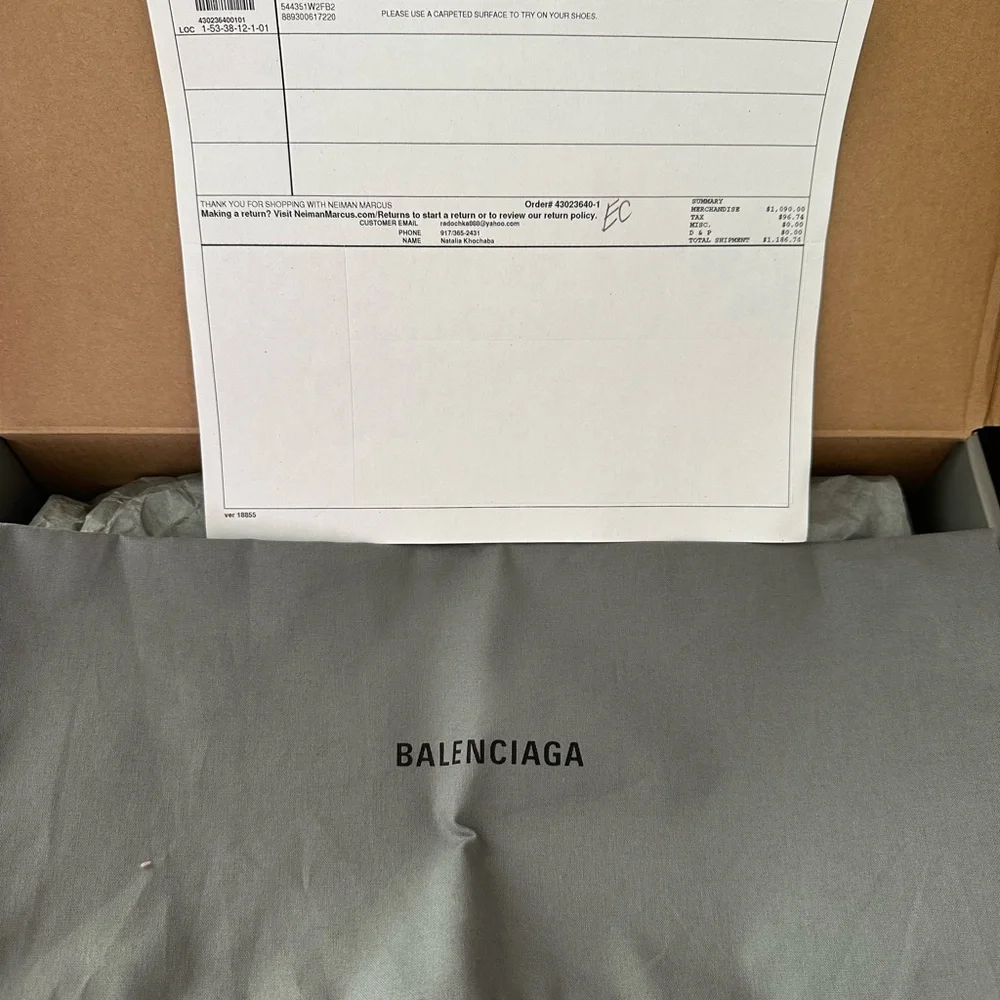 544351W2FB2
889300617220
PLEASE USE A CARPETED SURFACE TO TRY ON YOUR SHOES.
430236400101
LOC 1-53-38-12-1-01
THANK YOU FOR SHOPPING WITH NEIMAN MARCUS
Order# 43023640-1
EC
Making a return? Visit NeimanMarcus.com/Returns to start a return or to review our return policy.
CUSTOMER EMAIL radochka860@yahoo.com
PHONE 917/365-2431
NAME Natalia Khochaba
SUMMARY
MERCHANDISE $1,090.00
TAX $96.76
MISC. $0.00
D & P $0.00
TOTAL SHIPMENT $1,186.76
ver 18855
BALENCIAGA